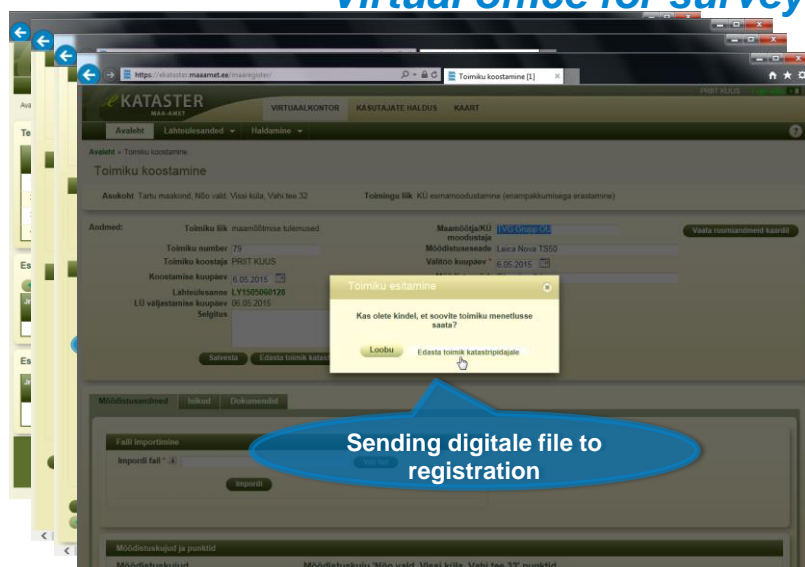 Virtual office for survey
https://ekataster.maaamet.ee/maaregister/
Toimiku koostamine [1]
eKATASTER
MAA-AMET
VIRTUAALKONTOR KASUTAJATE HALDUS KAART
PRIIT KUUS
Avaleht Lähteülesanded Haldamine
Avaleht » Toimiku koostamine
Toimiku koostamine
Asukoht Tartu maakond, Nõo vald, Vissi küla, Vahi tee 32 Toimingu liik KÜ esmamoodustamine (enampakkumisega erastamine)
Andmed: Toimiku liik maamõõtmise tulemused
Toimiku number 79
Toimiku koostaja PRIIT KUUS
Koostamise kuupäev 6.05.2015
Lähteülesanne LY1505060126
LÜ väljastamise kuupäev 06.05.2015
Selgitus
Maamõõtja/KÜ moodustaja TVG Grupp OÜ
Mõõdistusseade Leica Nova TS50
Välitöö kuupäev * 6.05.2015
Vaata ruumiandmeid kaardil
Salvesta Edasta toimik katast
Toimiku esitamine
Kas olete kindel, et soovite toimiku menetlusse
saata?
Loobu Edasta toimik katastripidajale
Mõõdistusandmed Isikud Dokumendid
Sending digitale file to
registration
Faili importimine
Impordi fail *
Impordi
Mõõdistuskujud ja punktid
Mõõdistuskujud Mõõdistuskuju 'Nõo vald, Vissi küla, Vahi tee 32' punktid